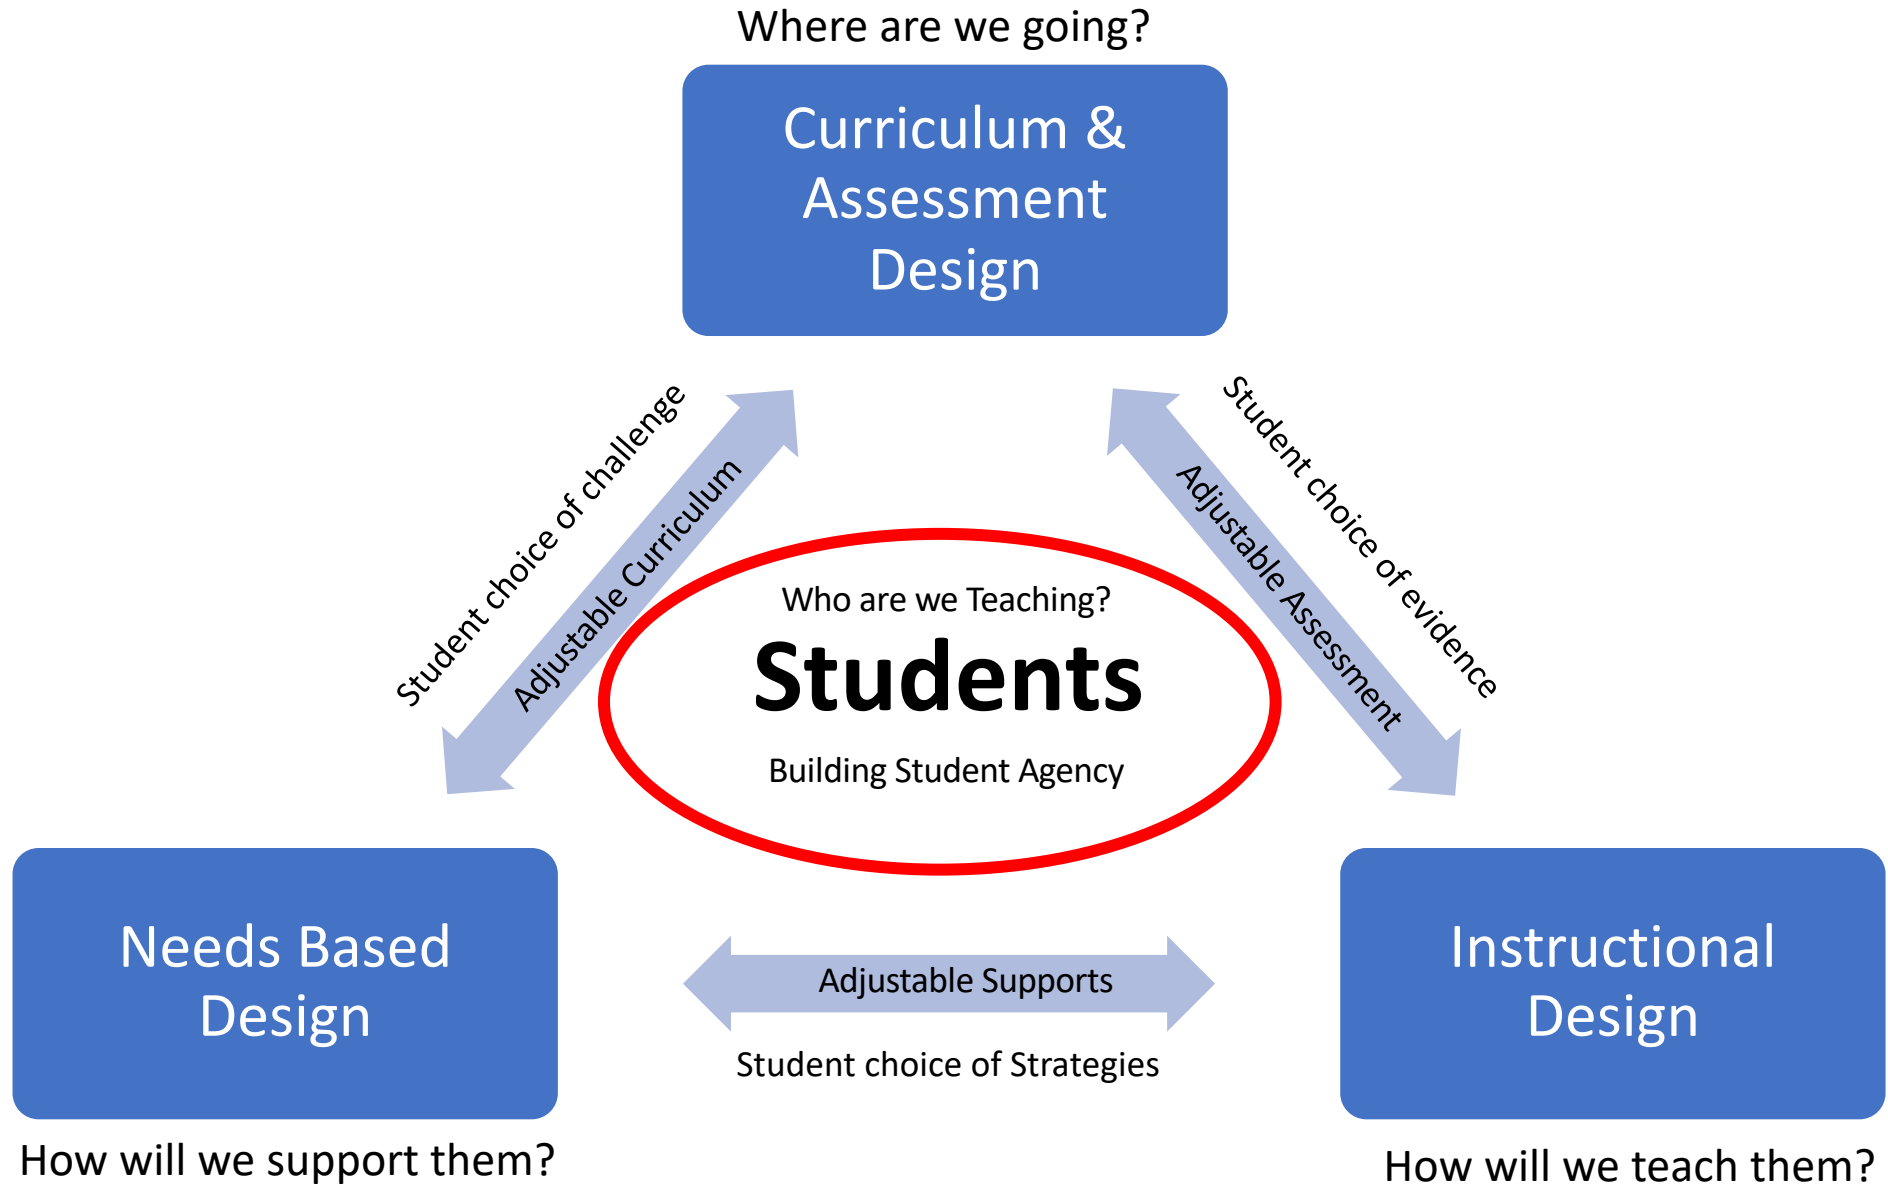 Where are we going?
Curriculum &
Assessment
Design
Student choice of challenge
Adjustable Curriculum
Student choice of evidence
Adjustable Assessment
Who are we Teaching?
Students
Building Student Agency
Needs Based
Design
Adjustable Supports
Student choice of Strategies
Instructional
Design
How will we support them?
How will we teach them?